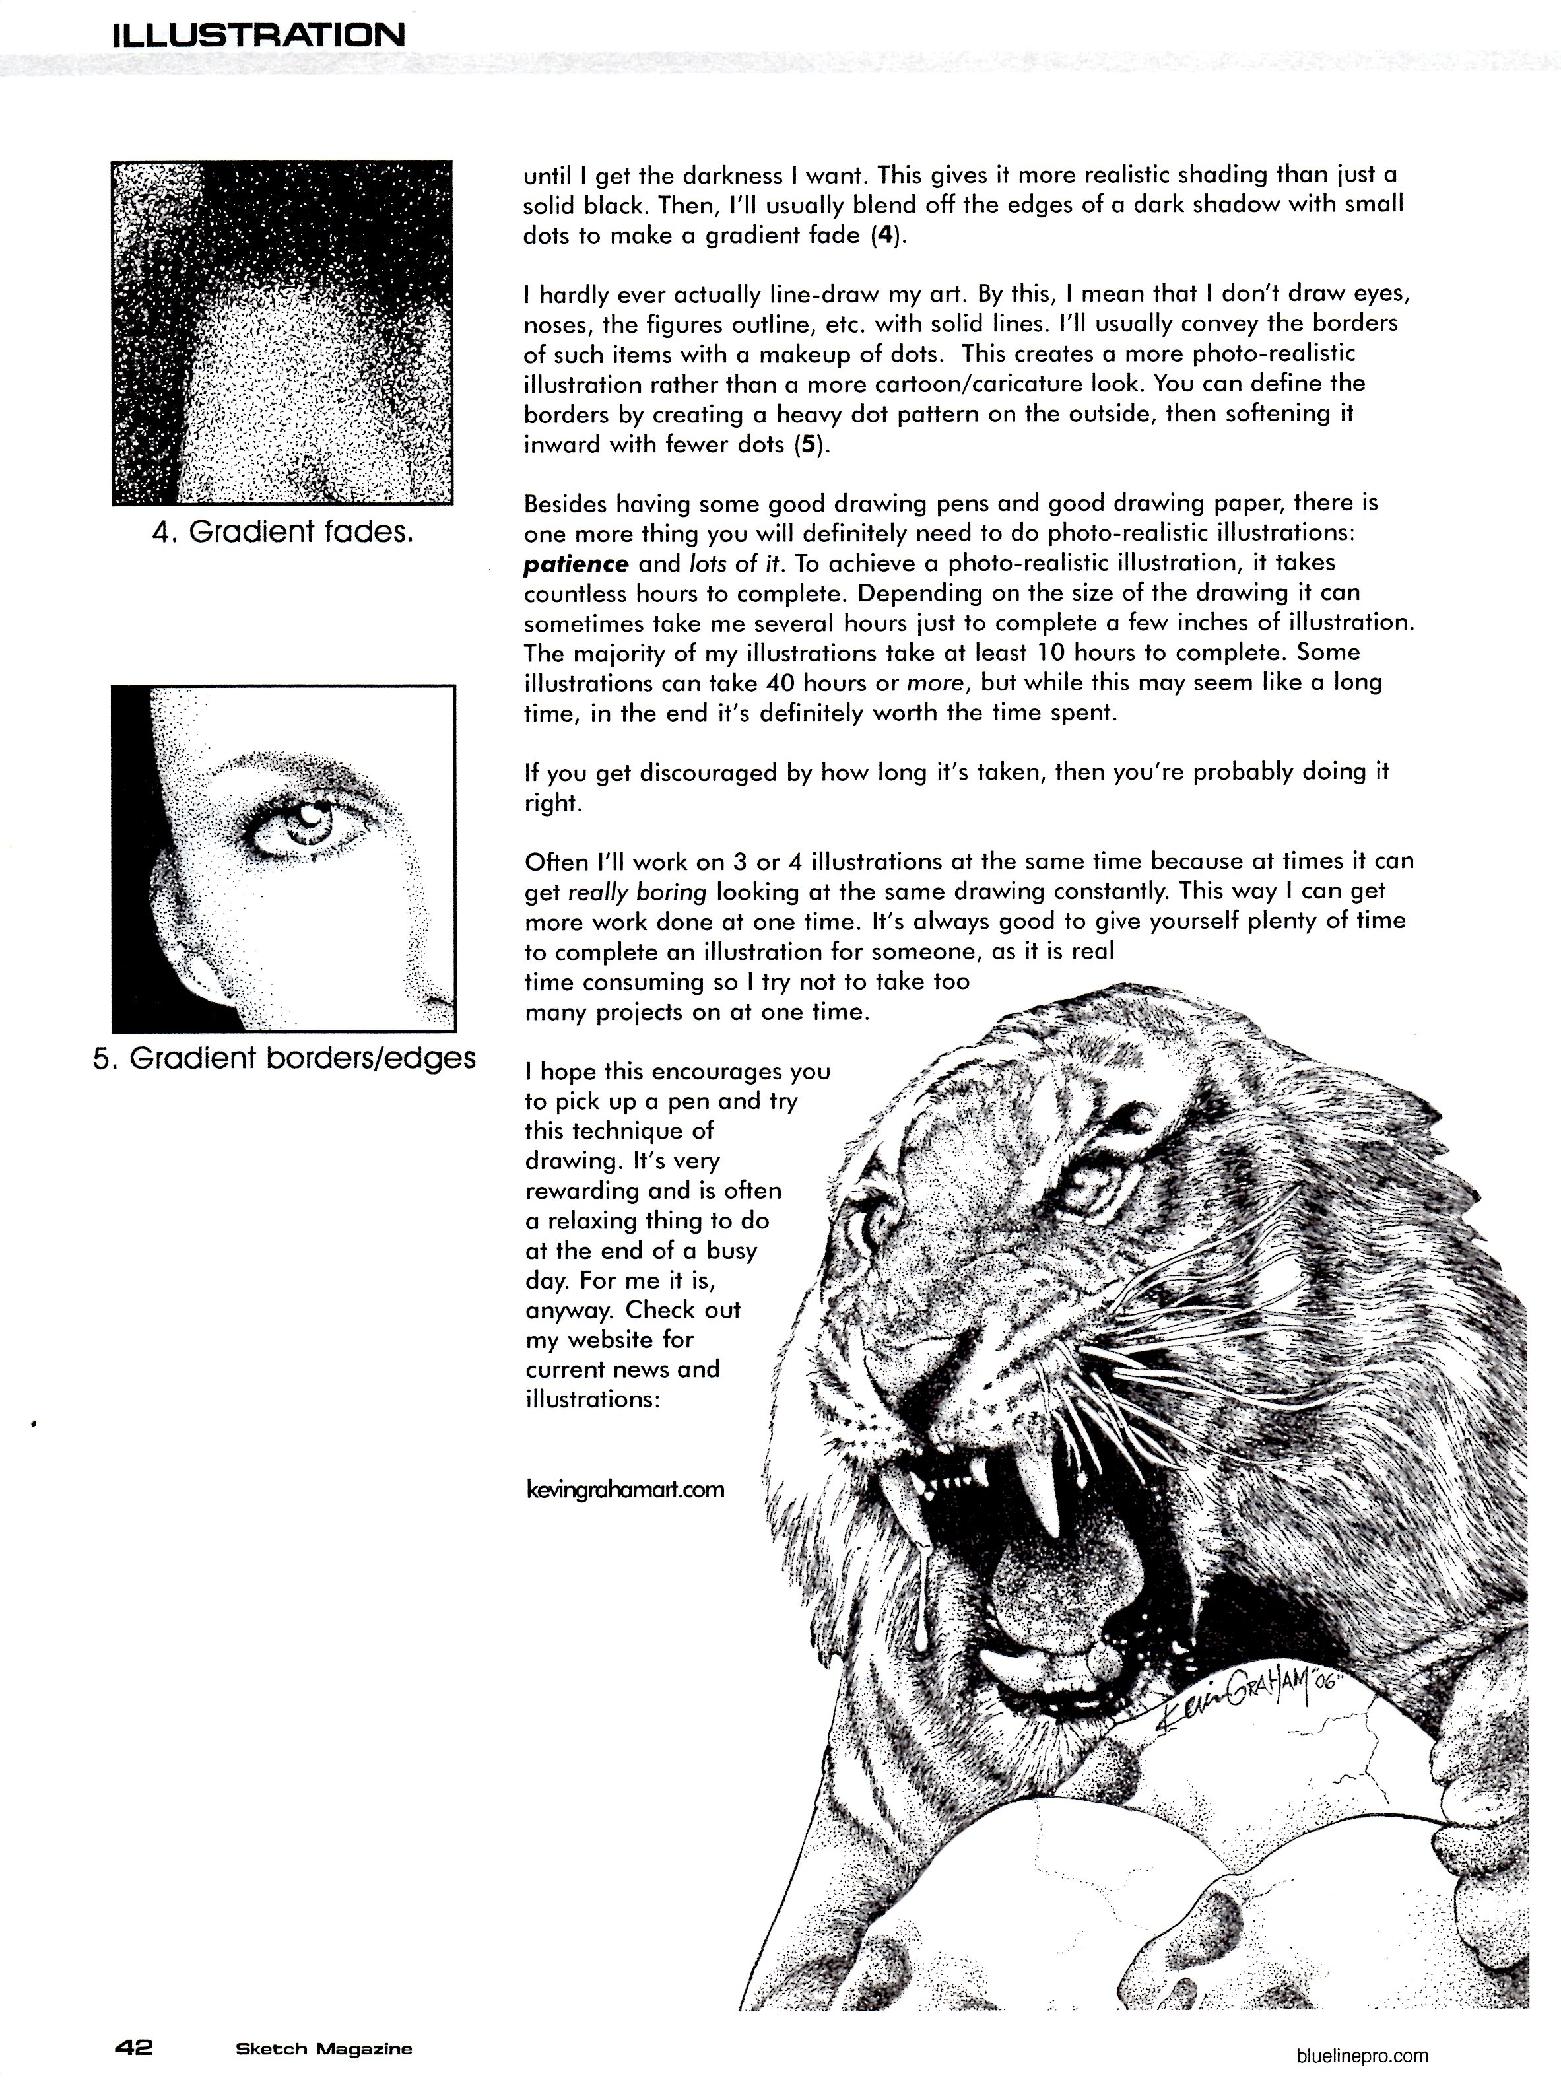 ILLUSTRATION
until I get the darkness I want. This gives it more realistic shading than just a
solid black. Then, I'll usually blend off the edges of a dark shadow with small
dots to make a gradient fade (4).
I hardly ever actually line-draw my art. By this, I mean that I don't draw eyes,
noses, the figures outline, etc. with solid lines. I'll usually convey the borders
of such items with a makeup of dots.  This creates a more photo-realistic
illustration rather than a more cartoon/caricature look. You can define the
borders by creating a heavy dot pattern on the outside, then softening it
inward with fewer dots (5).
Besides having some good drawing pens and good drawing paper, there is
one more thing you will definitely need to do photo-realistic illustrations:
patience and lots of it. To achieve a photo-realistic illustration, it takes
countless hours to complete. Depending on the size of the drawing it can
sometimes take me several hours just to complete a few inches of illustration.
The majority of my illustrations take at least 10 hours to complete. Some
illustrations can take 40 hours or more, but while this may seem like a long
time, in the end it's definitely worth the time spent.
If you get discouraged by how long it's taken, then you're probably doing it
right.
Often I'll work on 3 or 4 illustrations at the same time because at times it can
get really boring looking at the same drawing constantly. This way I can get
more work done at one time. It's always good to give yourself plenty of time
to complete an illustration for someone, as it is real
time consuming so I try not to take too
many projects on at one time.
I hope this encourages you
to pick up a pen and try
this technique of
drawing. It's very
rewarding and is often
a relaxing thing to do
at the end of a busy
day. For me it is,
anyway. Check out
my website for
current news and
illustrations:
kevingrahamart.com
4. Gradient fades.
5. Gradient borders/edges
Kevin GRAHAM "06"
42
Sketch Magazine
bluelinepro.com